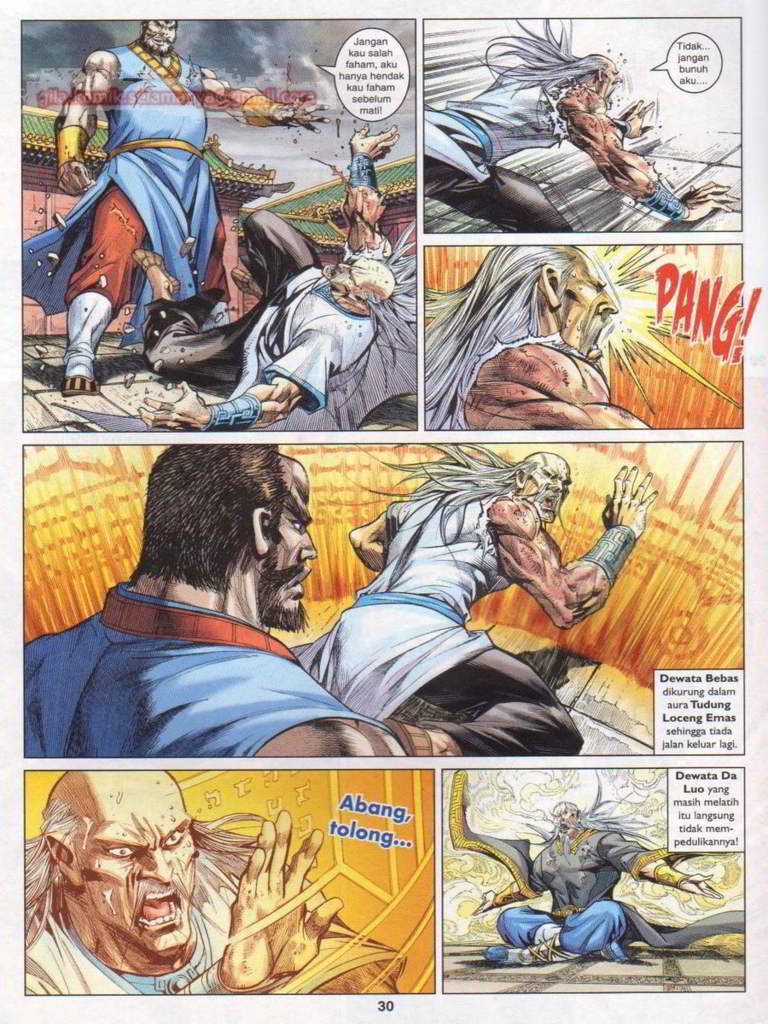 Jangan
kau salah
faham, aku
hanya hendak
kau faham
sebelum
mati!
Tidak...
jangan
bunuh
aku....
PANG!
Dewata Bebas
dikurung dalam
aura Tudung
Loceng Emas
sehingga tiada
jalan keluar lagi.
Abang,
tolong...
Dewata Da
Luo yang
masih melatih
itu langsung
tidak mem-
pedulikannya!
30